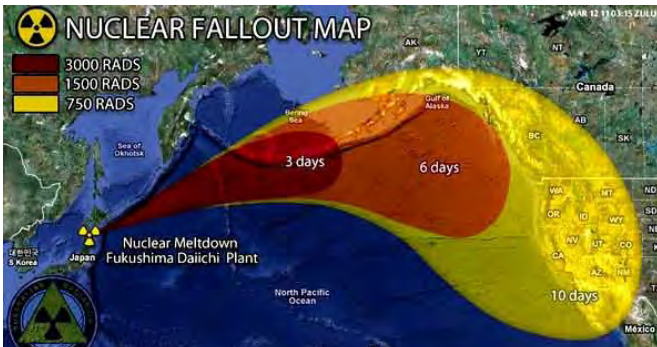 NUCLEAR FALLOUT MAP
MAR 12 11 03:15 ZULU
3000 RADS
1500 RADS
750 RADS
AK
YT
NT
Canada
Bering
Sea
Gulf of
Alaska
Sea of
Okhotsk
BC
AB
SK
3 days
6 days
WA
MT
ND
OR
ID
WY
SD
NV
UT
CO
CA
AZ
NM
Nuclear Meltdown
Fukushima Daiichi Plant
대한민국
S Korea
Japan
North Pacific
Ocean
10 days
México